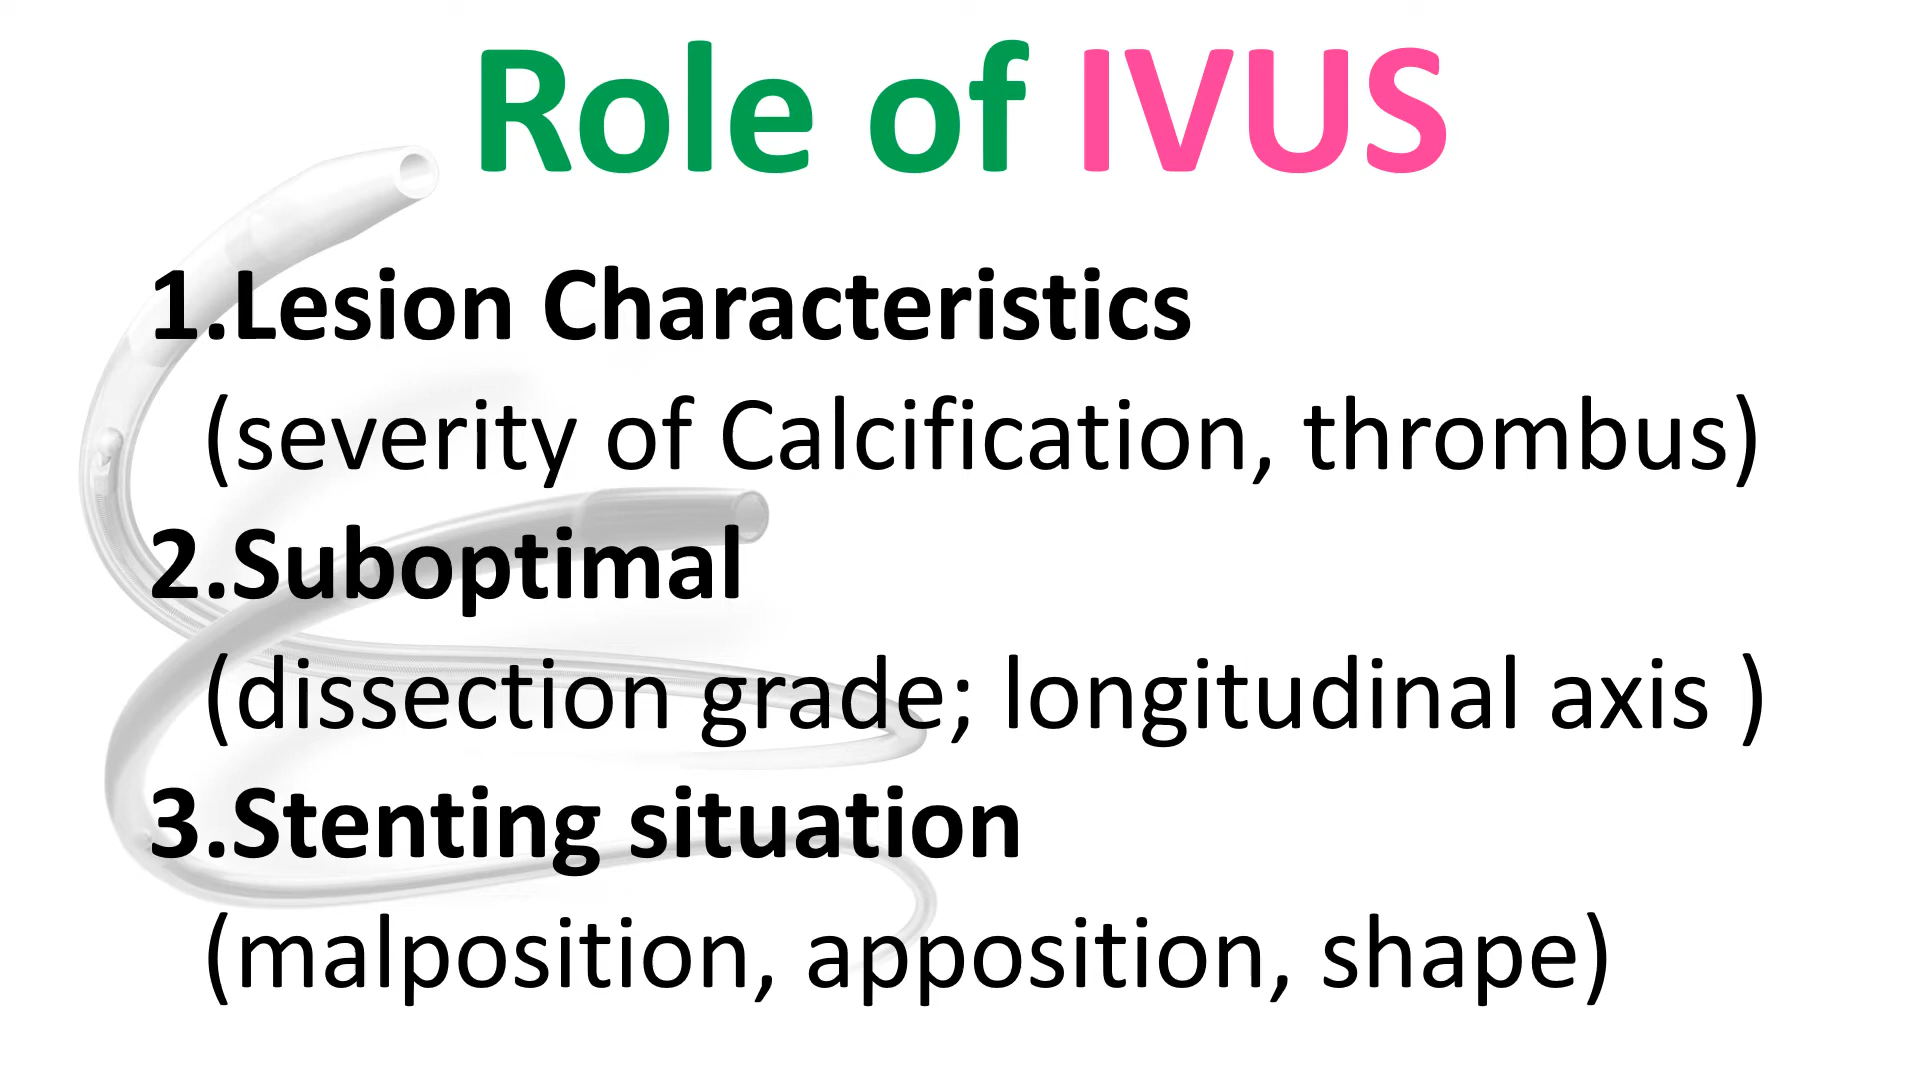 Role of IVUS
1.Lesion Characteristics
(severity of Calcification, thrombus)
2.Suboptimal
(dissection grade; longitudinal axis )
3.Stenting situation
(malposition, apposition, shape)